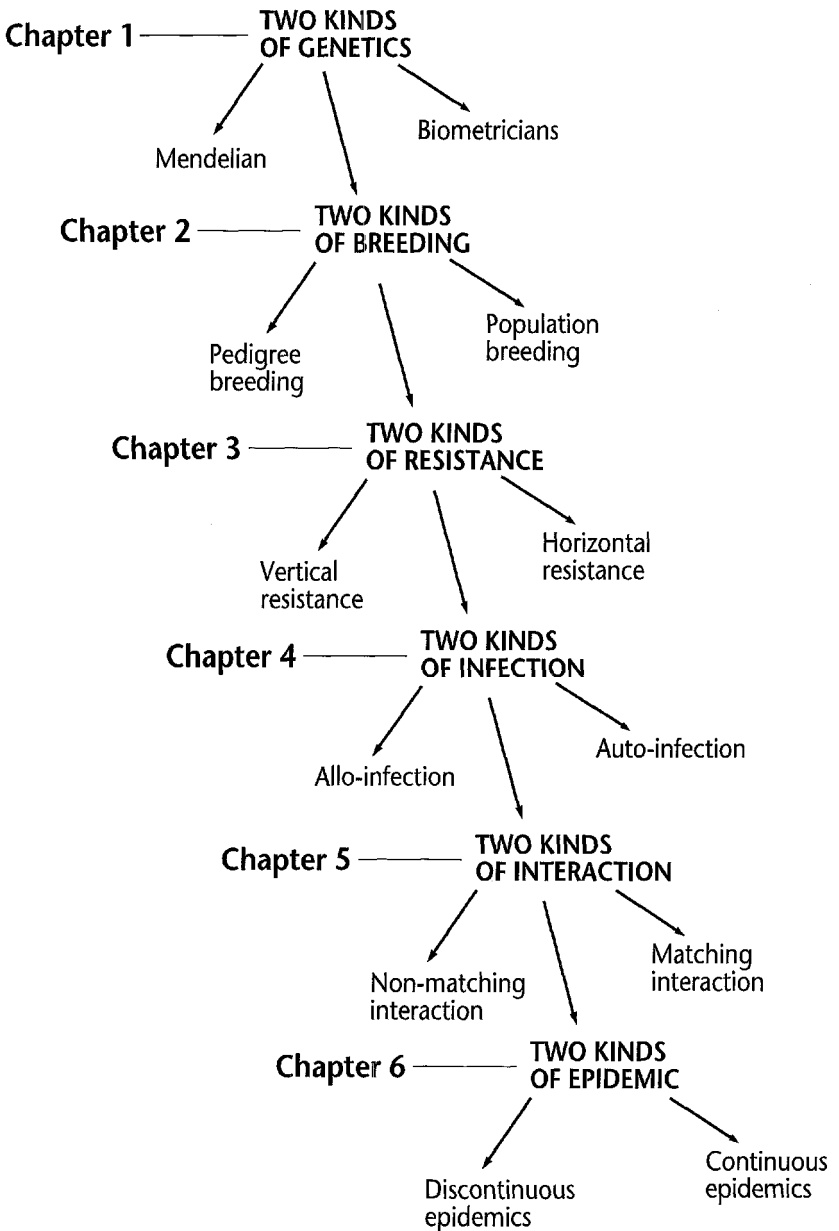 Chapter 1
TWO KINDS
OF GENETICS
Mendelian
Biometricians
Chapter 2
TWO KINDS
OF BREEDING
Pedigree
breeding
Population
breeding
Chapter 3
TWO KINDS
OF RESISTANCE
Vertical
resistance
Horizontal
resistance
Chapter 4
TWO KINDS
OF INFECTION
Allo-infection
Auto-infection
Chapter 5
TWO KINDS
OF INTERACTION
Non-matching
interaction
Matching
interaction
Chapter 6
TWO KINDS
OF EPIDEMIC
Discontinuous
epidemics
Continuous
epidemics